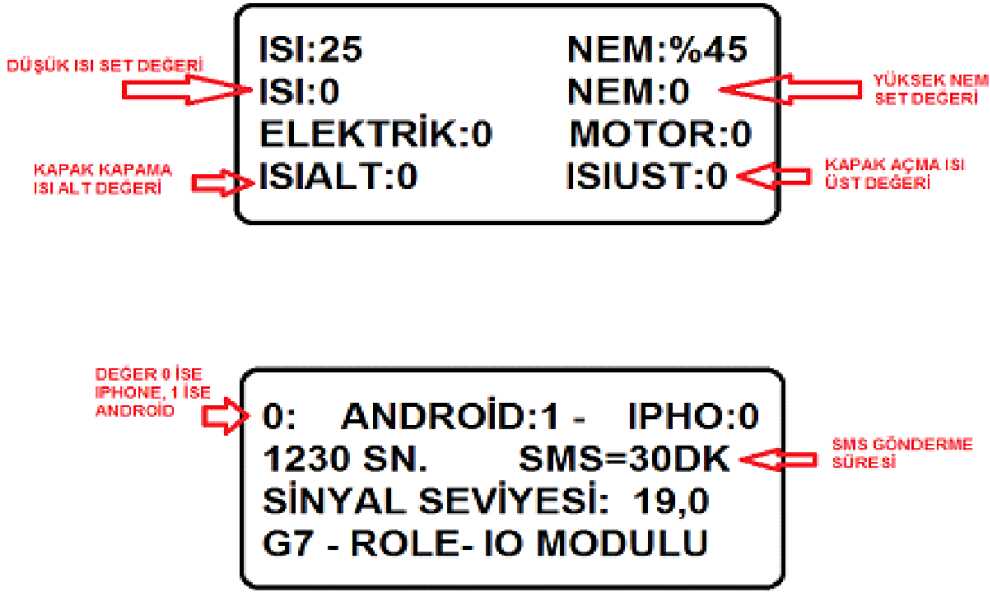 ISI:25 NEM:%45
DÜŞÜK ISI SET DEĞERİ
ISI:0 NEM:0
YÜKSEK NEM
SET DEĞERİ
ELEKTRİK:0 MOTOR:0
KAPAK KAPAMA
ISI ALT DEĞERİ
ISIALT:0 ISIUST:0
KAPAK AÇMA ISI
ÜST DEĞERİ
DEĞER 0 İSE
IPHONE, 1 İSE
ANDROİD
0: ANDROİD:1 - IPHO:0
1230 SN. SMS=30DK
SMS GÖNDERME
SÜRESİ
SİNYAL SEVİYESİ: 19,0
G7 - ROLE- IO MODULU